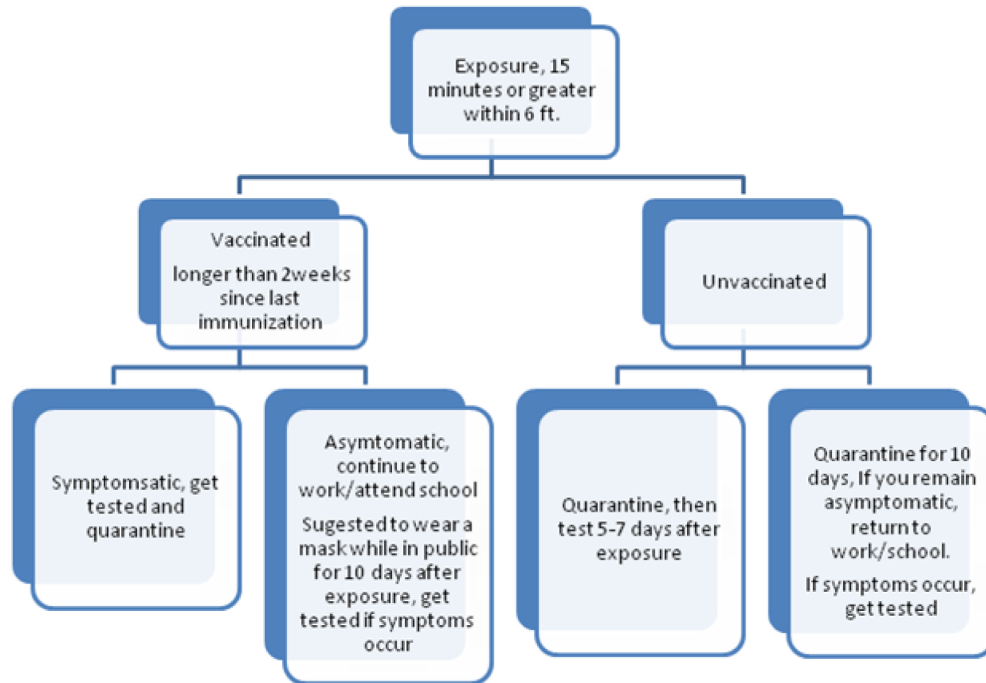 Exposure, 15
minutes or greater
within 6 ft.
Vaccinated
longer than 2weeks
since last
immunization
Unvaccinated
Symptomsatic, get
tested and
quarantine
Asymtomatic,
continue to
work/attend school
Sugested to wear a
mask while in public
for 10 days after
exposure, get
tested if symptoms
occur
Quarantine, then
test 5-7 days after
exposure
Quarantine for 10
days, If you remain
asymptomatic,
return to
work/school.
If symptoms occur,
get tested